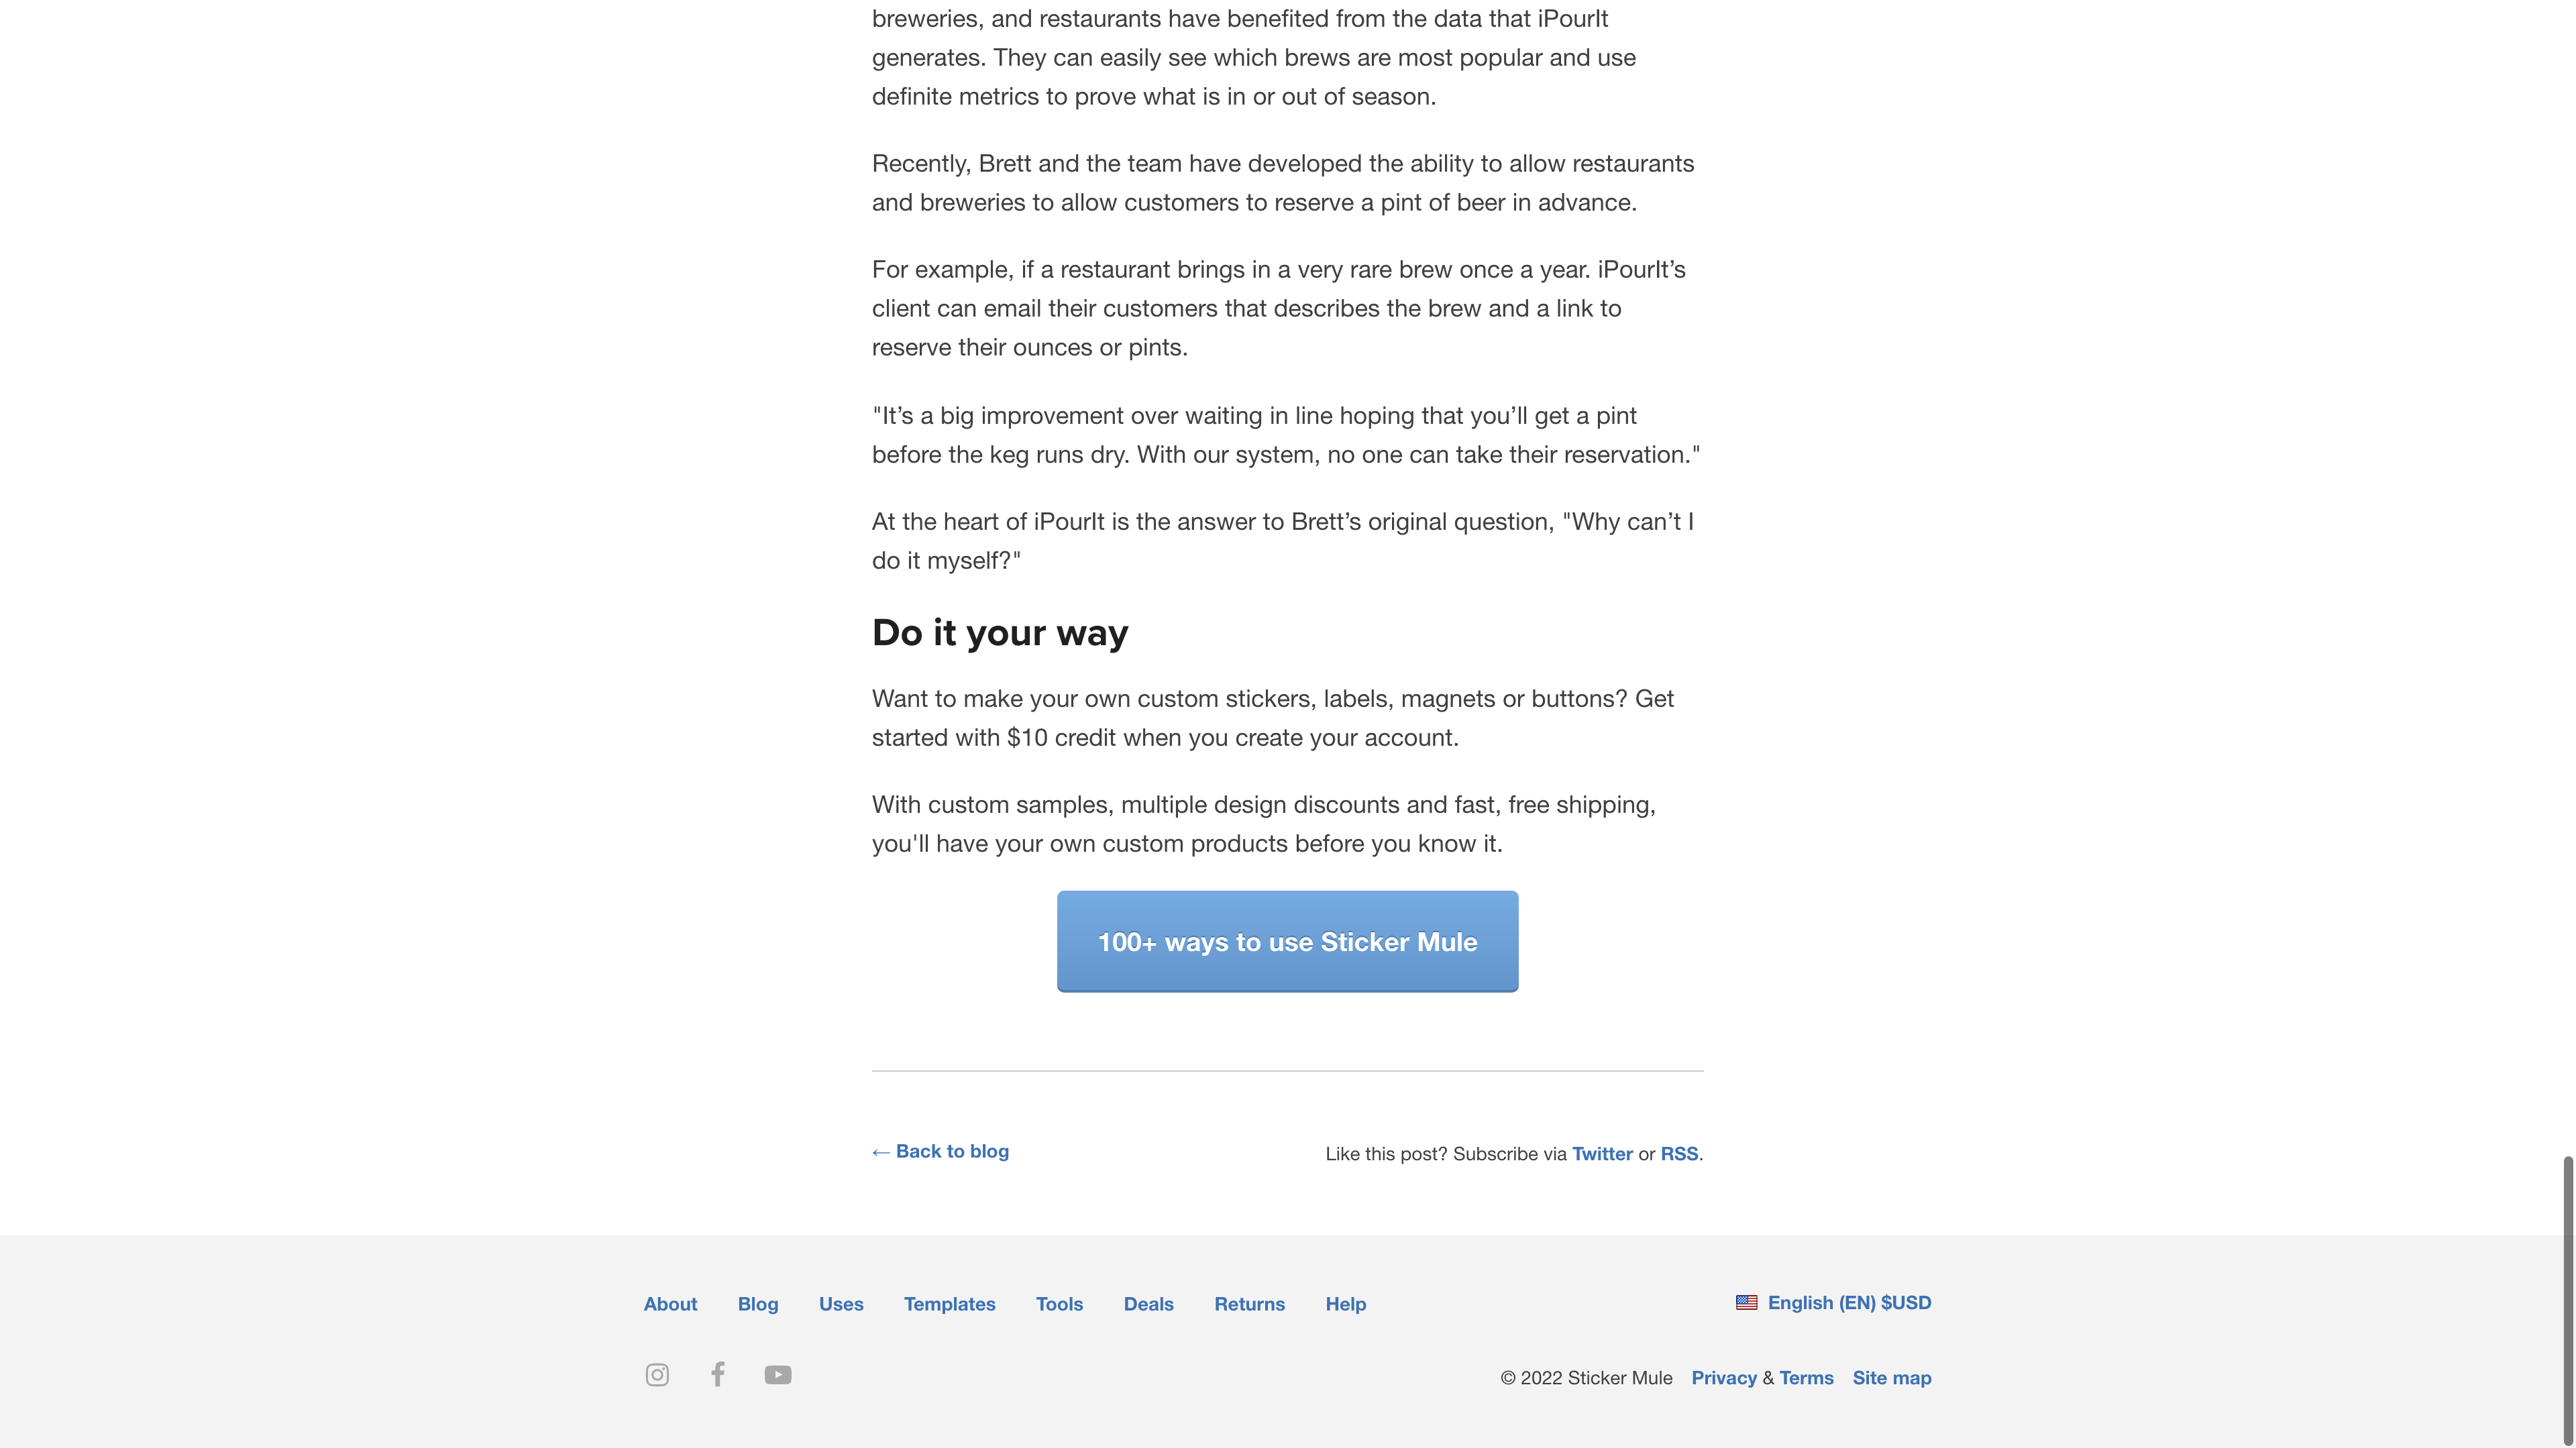 breweries, and restaurants have benefited from the data that iPourIt
generates. They can easily see which brews are most popular and use
definite metrics to prove what is in or out of season.
Recently, Brett and the team have developed the ability to allow restaurants
and breweries to allow customers to reserve a pint of beer in advance.
For example, if a restaurant brings in a very rare brew once a year. iPourIt’s
client can email their customers that describes the brew and a link to
reserve their ounces or pints.
"It’s a big improvement over waiting in line hoping that you’ll get a pint
before the keg runs dry. With our system, no one can take their reservation."
At the heart of iPourIt is the answer to Brett’s original question, "Why can’t I
do it myself?"
Do it your way
Want to make your own custom stickers, labels, magnets or buttons? Get
started with $10 credit when you create your account.
With custom samples, multiple design discounts and fast, free shipping,
you'll have your own custom products before you know it.
100+ ways to use Sticker Mule
← Back to blog
Like this post? Subscribe via Twitter or RSS.
About Blog Uses Templates Tools Deals Returns Help
English (EN) $USD
© 2022 Sticker Mule Privacy & Terms Site map